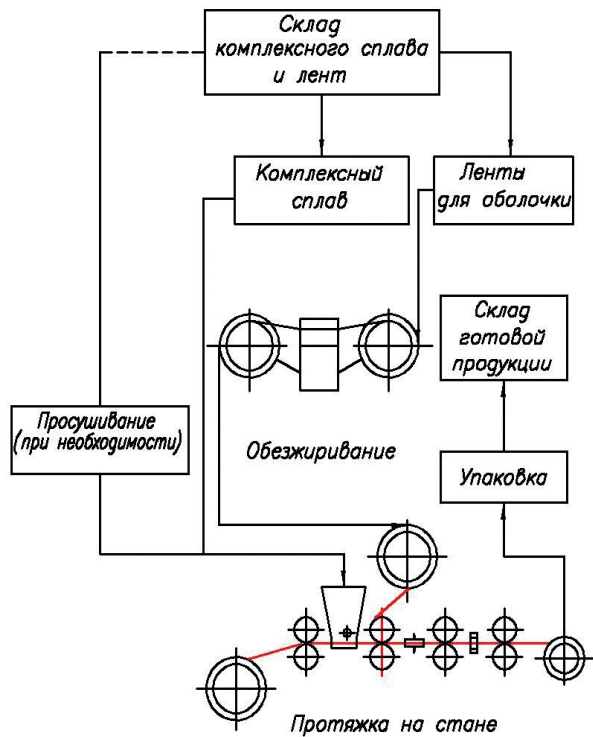 Склад
комплексного сплава
и лент
Комплексный
сплав
Ленты
для оболочки
Склад
готовой
продукции
Просушивание
(при необходимости)
Обезжиривание
Упаковка
Протяжка на стане